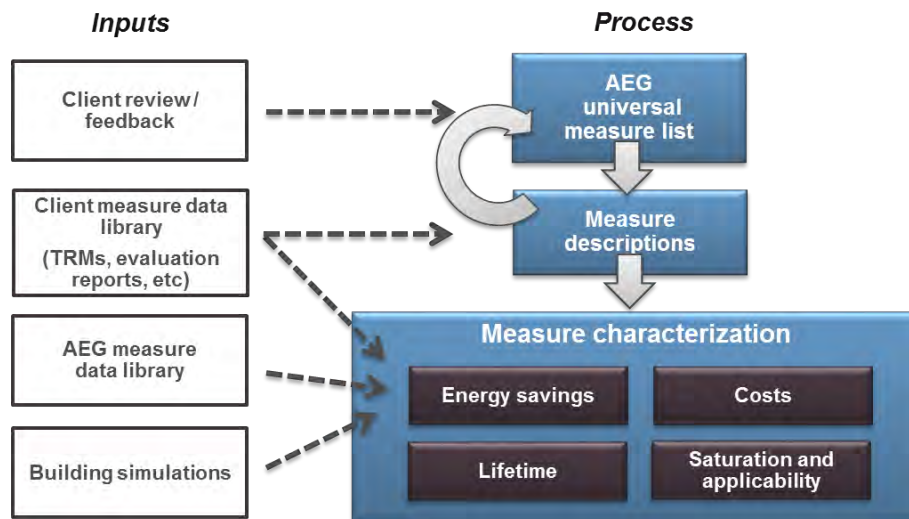 Inputs
Process
Client review /
feedback
AEG
universal
measure list
Client measure data
library
(TRMs, evaluation
reports, etc)
Measure
descriptions
AEG measure
data library
Building simulations
Measure characterization
Energy savings
Costs
Lifetime
Saturation and
applicability